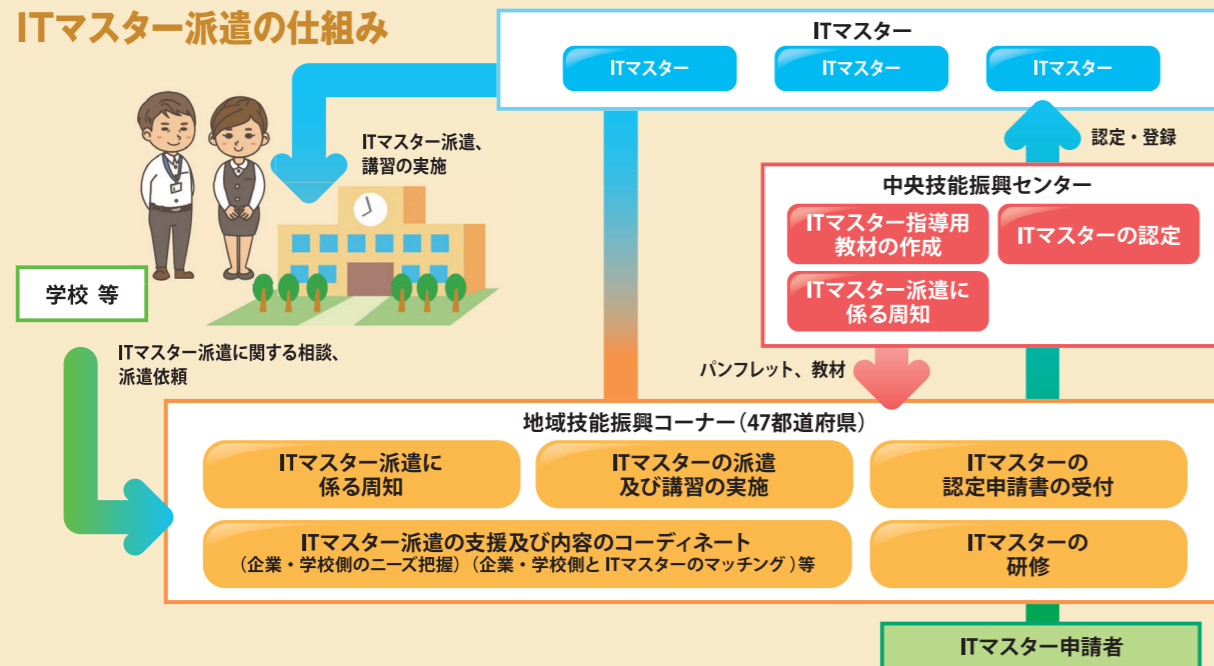 ITマスター派遣の仕組み
ITマスター
ITマスター
ITマスター
ITマスター
ITマスター派遣、
講習の実施
認定・登録
中央技能振興センター
ITマスター指導用
教材の作成
ITマスターの認定
ITマスター派遣に
係る周知
学校 等
ITマスター派遣に関する相談、
派遣依頼
パンフレット、教材
地域技能振興コーナー(47都道府県)
ITマスター派遣に
係る周知
ITマスターの派遣
及び講習の実施
ITマスターの
認定申請書の受付
ITマスター派遣の支援及び内容のコーディネート
(企業・学校側のニーズ把握)(企業・学校側とITマスターのマッチング)等
ITマスターの
研修
ITマスター申請者